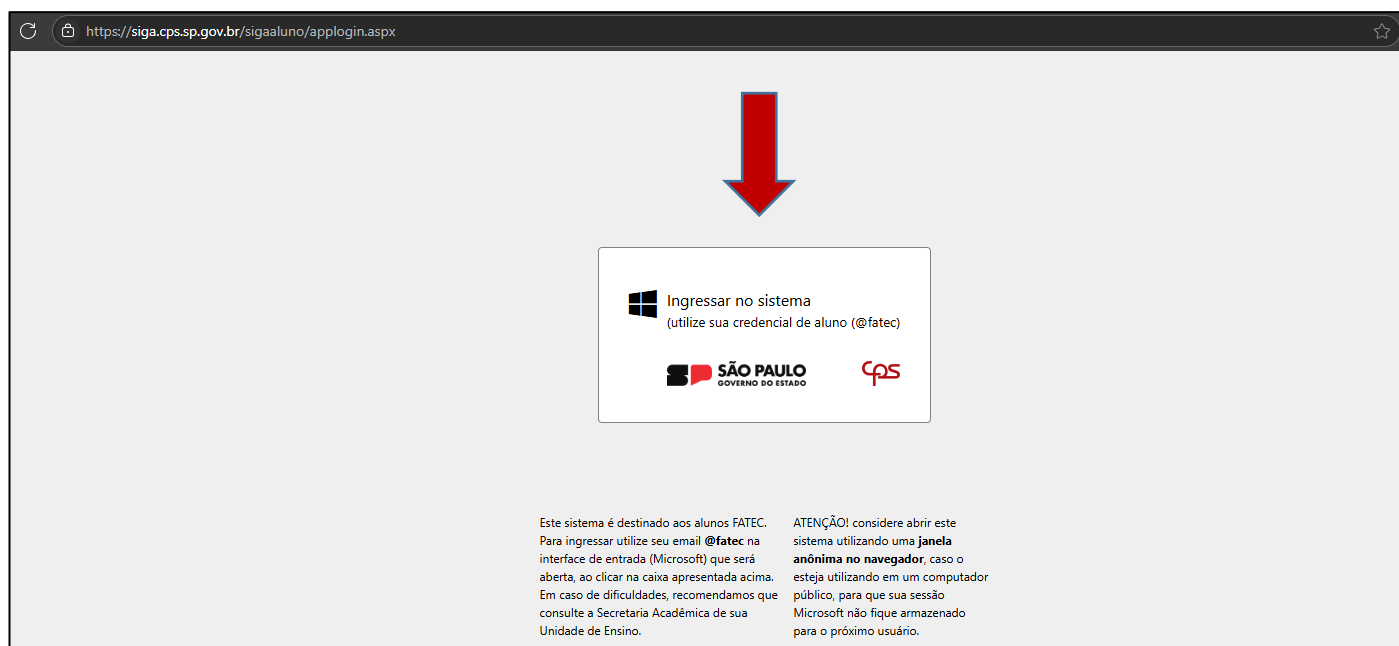 https://siga.cps.sp.gov.br/sigaaluno/applogin.aspx
Ingressar no sistema
(utilize sua credencial de aluno (@fatec)
SÃO PAULO
GOVERNO DO ESTADO
cps
Este sistema é destinado aos alunos FATEC.
Para ingressar utilize seu email @fatec na
interface de entrada (Microsoft) que será
aberta, ao clicar na caixa apresentada acima.
Em caso de dificuldades, recomendamos que
consulte a Secretaria Acadêmica de sua
Unidade de Ensino.
ATENÇÃO! considere abrir este
sistema utilizando uma janela
anônima no navegador, caso o
esteja utilizando em um computador
público, para que sua sessão
Microsoft não fique armazenado
para o próximo usuário.